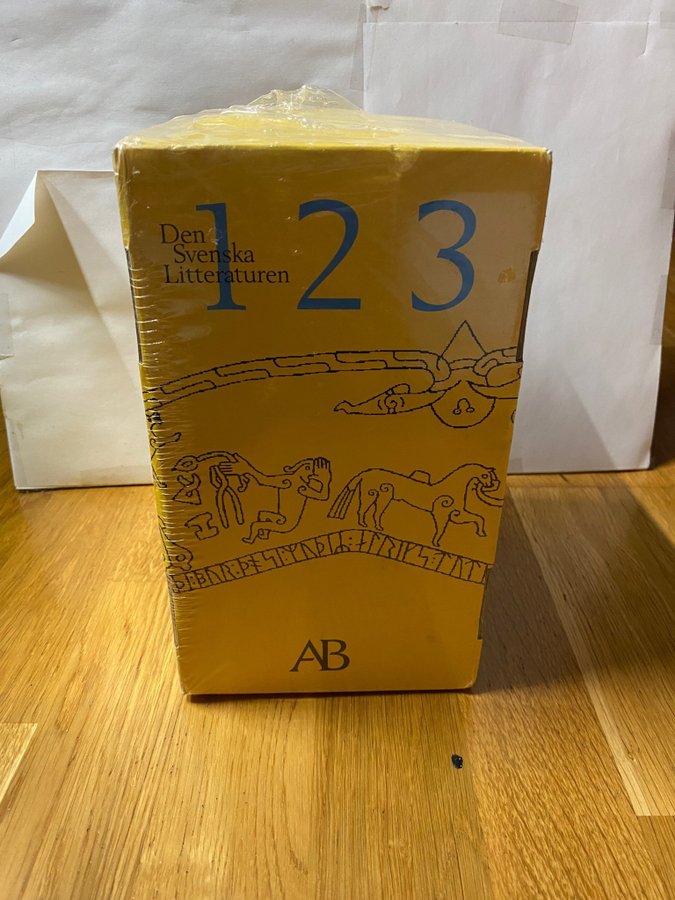 1 2 3
Den
Svenska
Litteraturen
AB